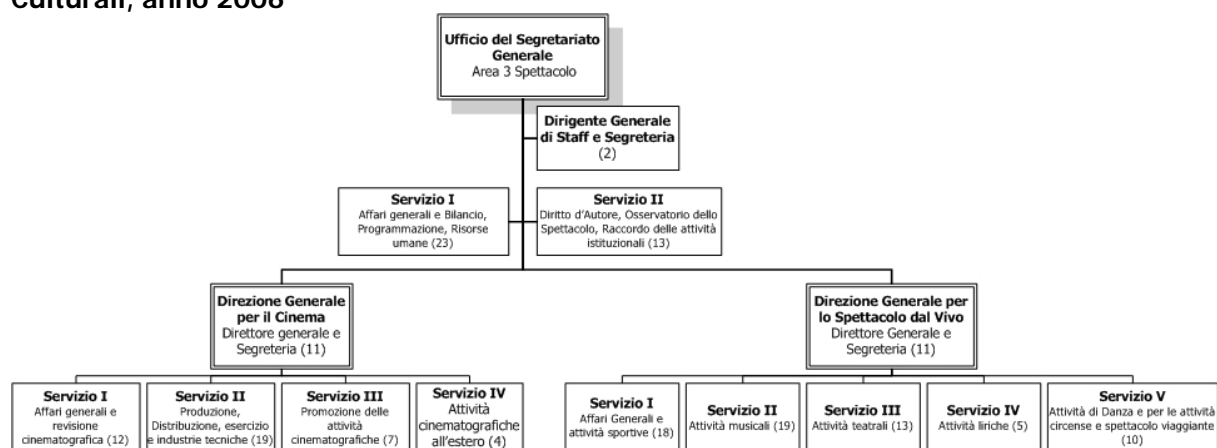 Culturali, anno 2006
Ufficio del Segretariato
Generale
Area 3 Spettacolo
Dirigente Generale
di Staff e Segreteria
(2)
Servizio I
Affari generali e Bilancio,
Programmazione, Risorse
umane (23)
Servizio II
Diritto d'Autore, Osservatorio dello
Spettacolo, Raccordo delle attività
istituzionali (13)
Direzione Generale
per il Cinema
Direttore generale e
Segreteria (11)
Direzione Generale per
lo Spettacolo dal Vivo
Direttore Generale e
Segreteria (11)
Servizio I
Affari generali e
revisione
cinematografica (12)
Servizio II
Produzione,
Distribuzione, esercizio
e industrie tecniche (19)
Servizio III
Promozione delle
attività
cinematografiche (7)
Servizio IV
Attività
cinematografiche
all'estero (4)
Servizio I
Affari Generali e
attività sportive (18)
Servizio II
Attività musicali (19)
Servizio III
Attività teatrali (13)
Servizio IV
Attività liriche (5)
Servizio V
Attività di Danza e per le attività
circense e spettacolo viaggiante
(10)